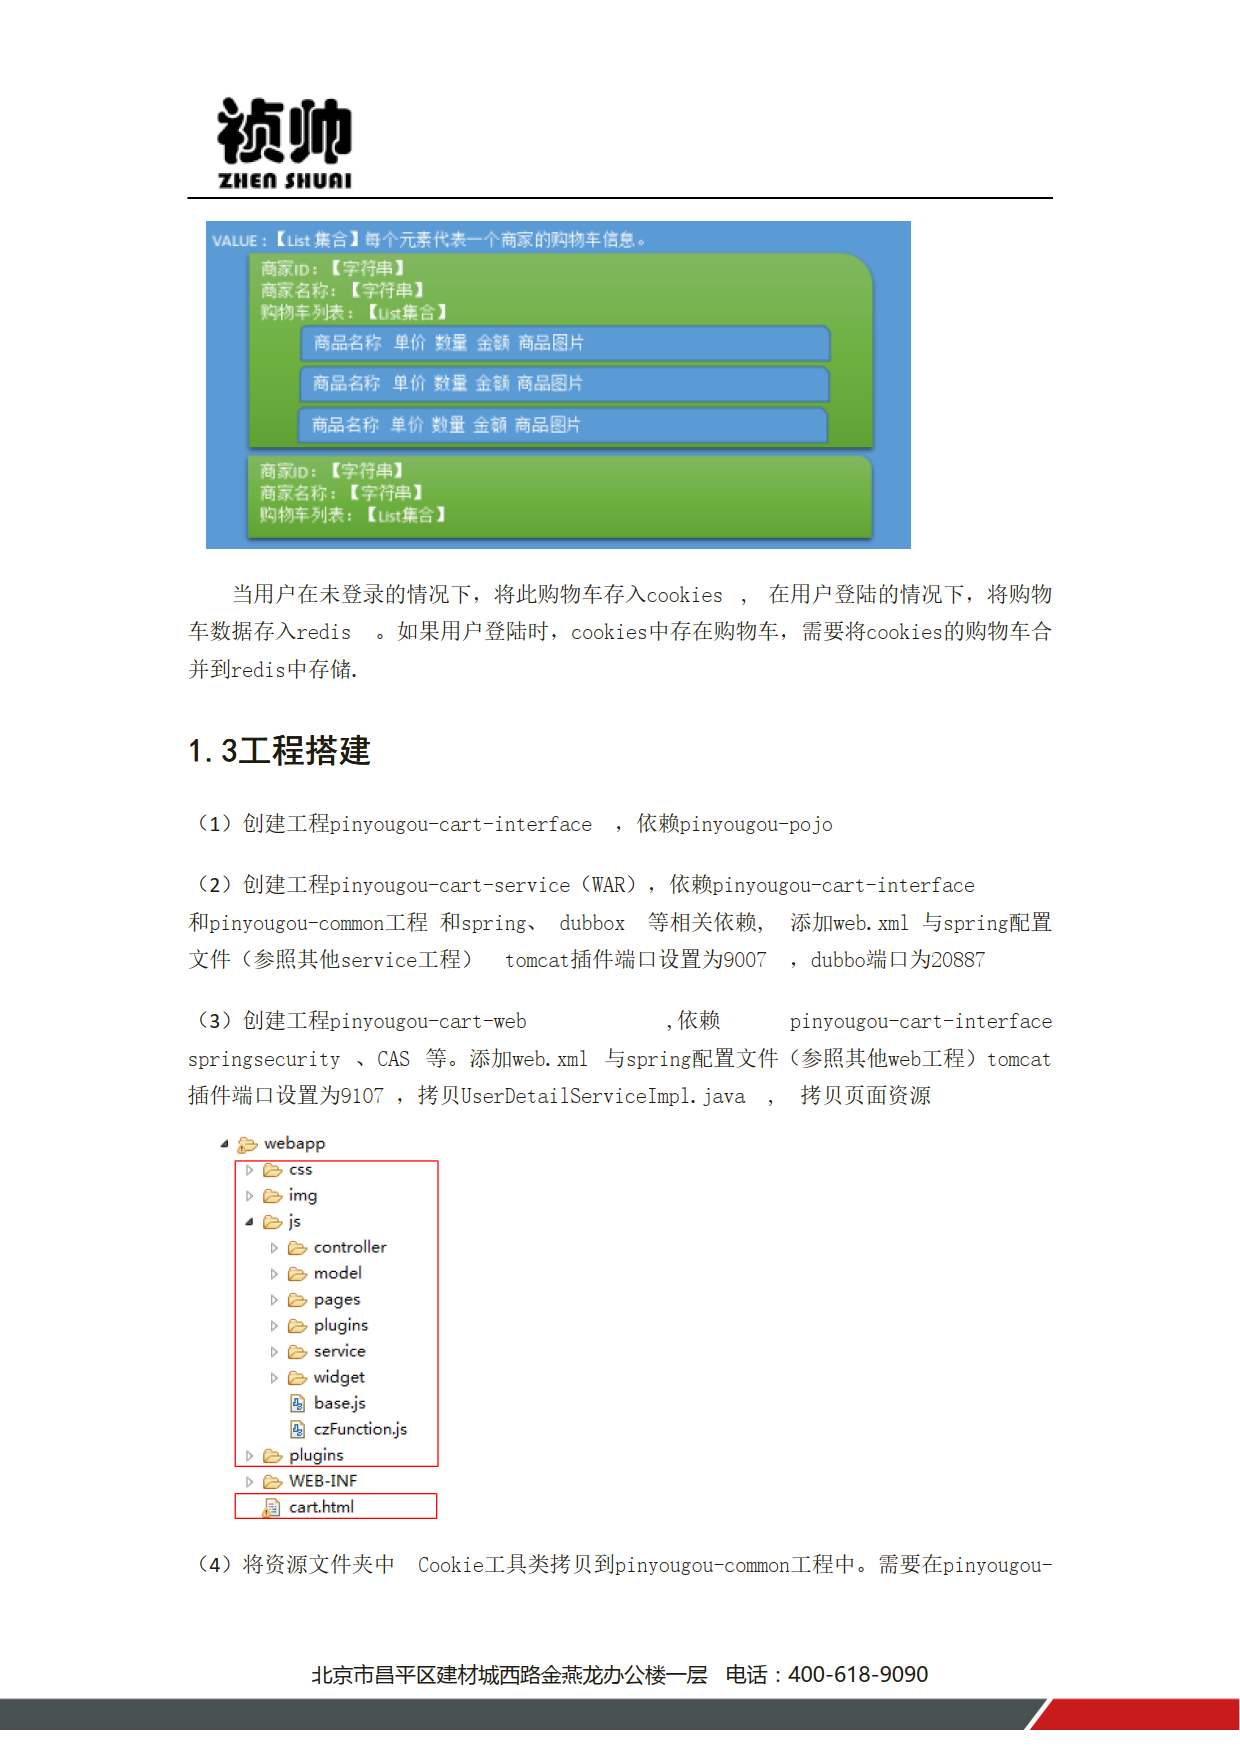 祯帅
ZHEN SHUAI
VALUE：【List 集合】每个元素代表一个商家的购物车信息。
商家ID：【字符串】
商家名称：【字符串】
购物车列表：【List集合】
商品名称 单价 数量 金额 商品图片
商品名称 单价 数量 金额 商品图片
商品名称 单价 数量 金额 商品图片
商家ID：【字符串】
商家名称：【字符串】
购物车列表：【List集合】
当用户在未登录的情况下，将此购物车存入cookies ， 在用户登陆的情况下，将购物
车数据存入redis 。如果用户登陆时，cookies中存在购物车，需要将cookies的购物车合
并到redis中存储.
1.3工程搭建
（1）创建工程pinyougou-cart-interface ，依赖pinyougou-pojo
（2）创建工程pinyougou-cart-service（WAR），依赖pinyougou-cart-interface
和pinyougou-common工程 和spring、 dubbox 等相关依赖， 添加web.xml 与spring配置
文件（参照其他service工程） tomcat插件端口设置为9007 ，dubbo端口为20887
（3）创建工程pinyougou-cart-web ,依赖 pinyougou-cart-interface
springsecurity 、CAS 等。添加web.xml 与spring配置文件（参照其他web工程）tomcat
插件端口设置为9107 ，拷贝UserDetailServiceImpl.java ， 拷贝页面资源
webapp
css
img
js
controller
model
pages
plugins
service
widget
base.js
czFunction.js
plugins
WEB-INF
cart.html
（4）将资源文件夹中 Cookie工具类拷贝到pinyougou-common工程中。需要在pinyougou-
北京市昌平区建材城西路金燕龙办公楼一层 电话：400-618-9090